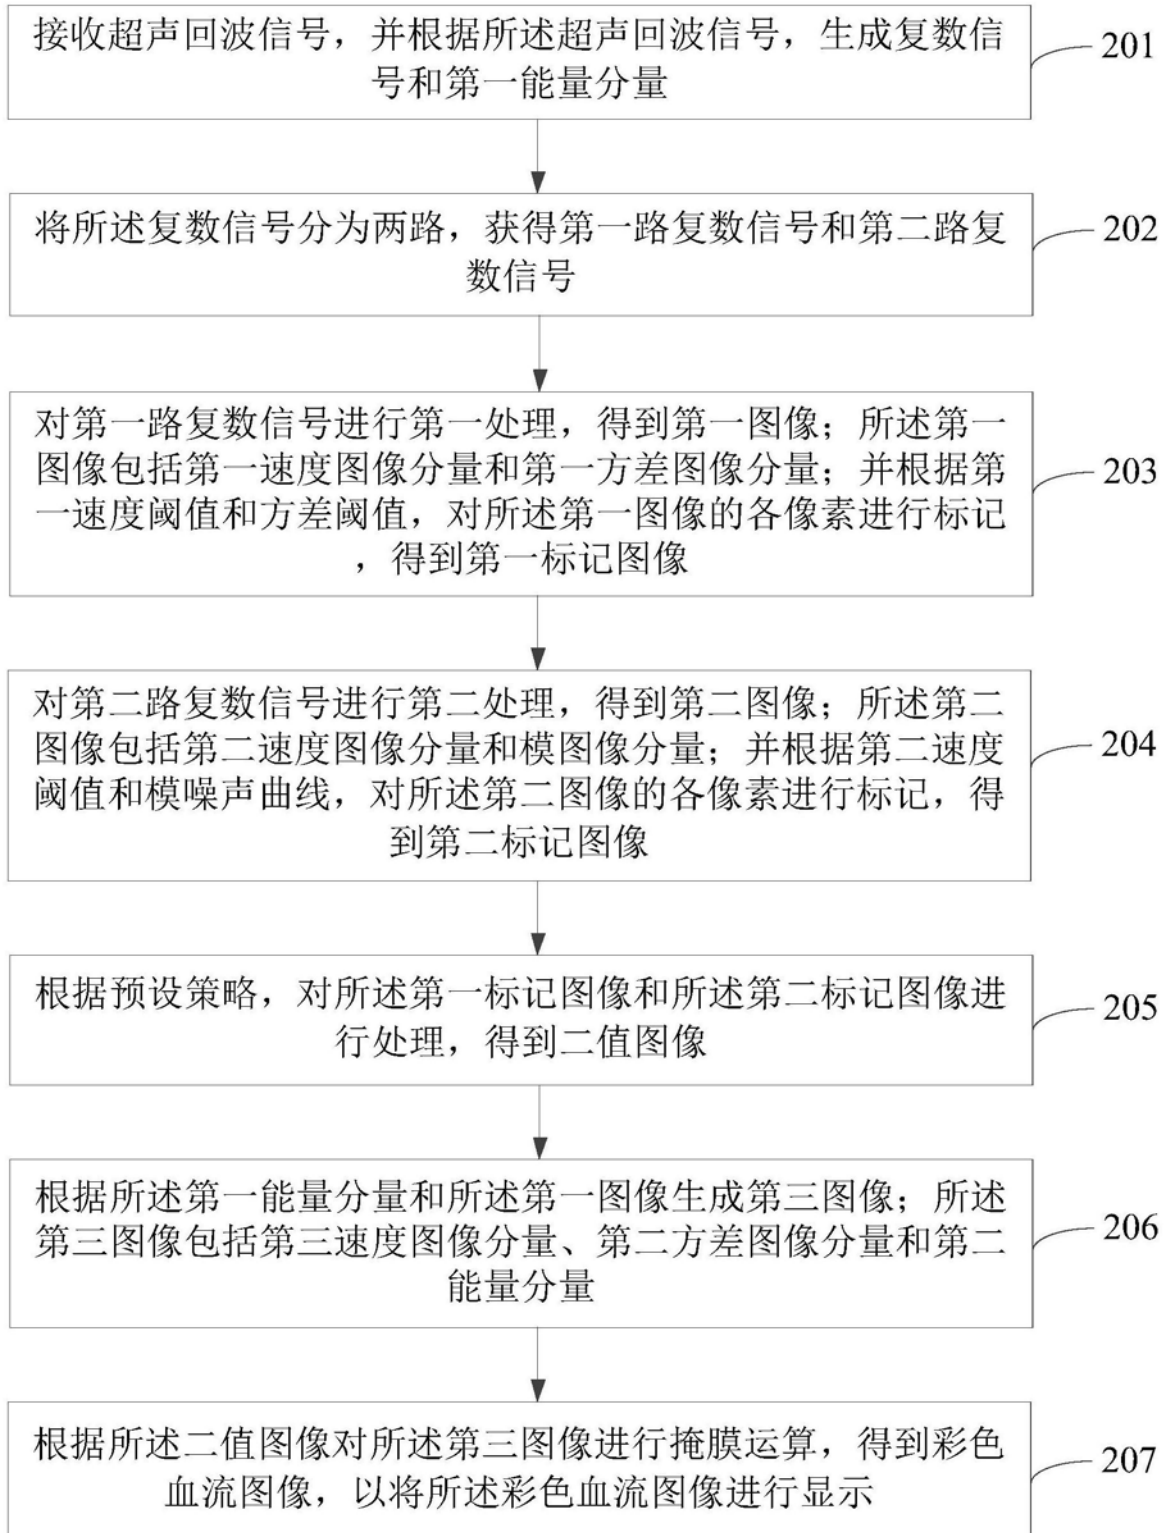 接收超声回波信号，并根据所述超声回波信号，生成复数信
号和第一能量分量
201
将所述复数信号分为两路，获得第一路复数信号和第二路复
数信号
202
对第一路复数信号进行第一处理，得到第一图像；所述第一
图像包括第一速度图像分量和第一方差图像分量；并根据第
一速度阈值和方差阈值，对所述第一图像的各像素进行标记
，得到第一标记图像
203
对第二路复数信号进行第二处理，得到第二图像；所述第二
图像包括第二速度图像分量和模图像分量；并根据第二速度
阈值和模噪声曲线，对所述第二图像的各像素进行标记，得
到第二标记图像
204
根据预设策略，对所述第一标记图像和所述第二标记图像进
行处理，得到二值图像
205
根据所述第一能量分量和所述第一图像生成第三图像；所述
第三图像包括第三速度图像分量、第二方差图像分量和第二
能量分量
206
根据所述二值图像对所述第三图像进行掩膜运算，得到彩色
血流图像，以将所述彩色血流图像进行显示
207